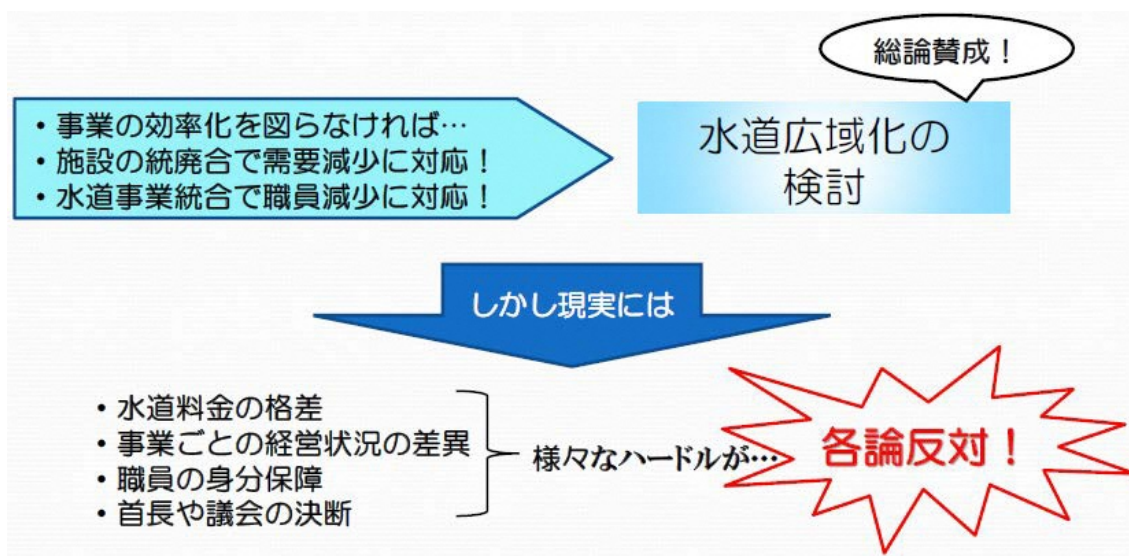 総論賛成！
・事業の効率化を図らなければ…
・施設の統廃合で需要減少に対応！
・水道事業統合で職員減少に対応！
水道広域化の
検討
しかし現実には
・水道料金の格差
・事業ごとの経営状況の差異
・職員の身分保障
・首長や議会の決断
様々なハードルが…
各論反対！